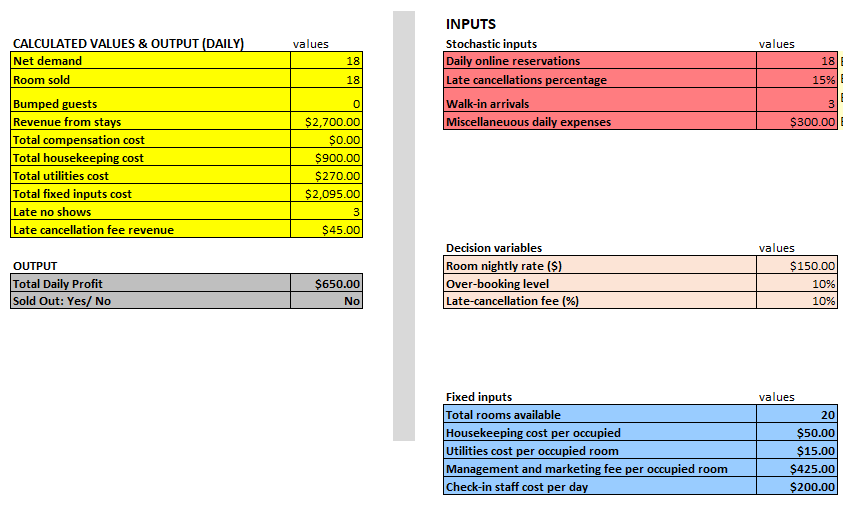 CALCULATED VALUES & OUTPUT (DAILY) values
Net demand 18
Room sold 18
Bumped guests 0
Revenue from stays $2,700.00
Total compensation cost $0.00
Total housekeeping cost $900.00
Total utilities cost $270.00
Total fixed inputs cost $2,095.00
Late no shows 3
Late cancellation fee revenue $45.00
OUTPUT
Total Daily Profit $650.00
Sold Out: Yes/ No No
INPUTS
Stochastic inputs values
Daily online reservations 18
Late cancellations percentage 15%
Walk-in arrivals 3
Miscellaneuous daily expenses $300.00
Decision variables values
Room nightly rate ($) $150.00
Over-booking level 10%
Late-cancellation fee (%) 10%
Fixed inputs values
Total rooms available 20
Housekeeping cost per occupied $50.00
Utilities cost per occupied room $15.00
Management and marketing fee per occupied room $425.00
Check-in staff cost per day $200.00